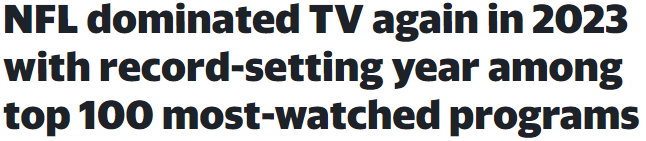 NFL dominated TV again in 2023
with record-setting year among
top 100 most-watched programs